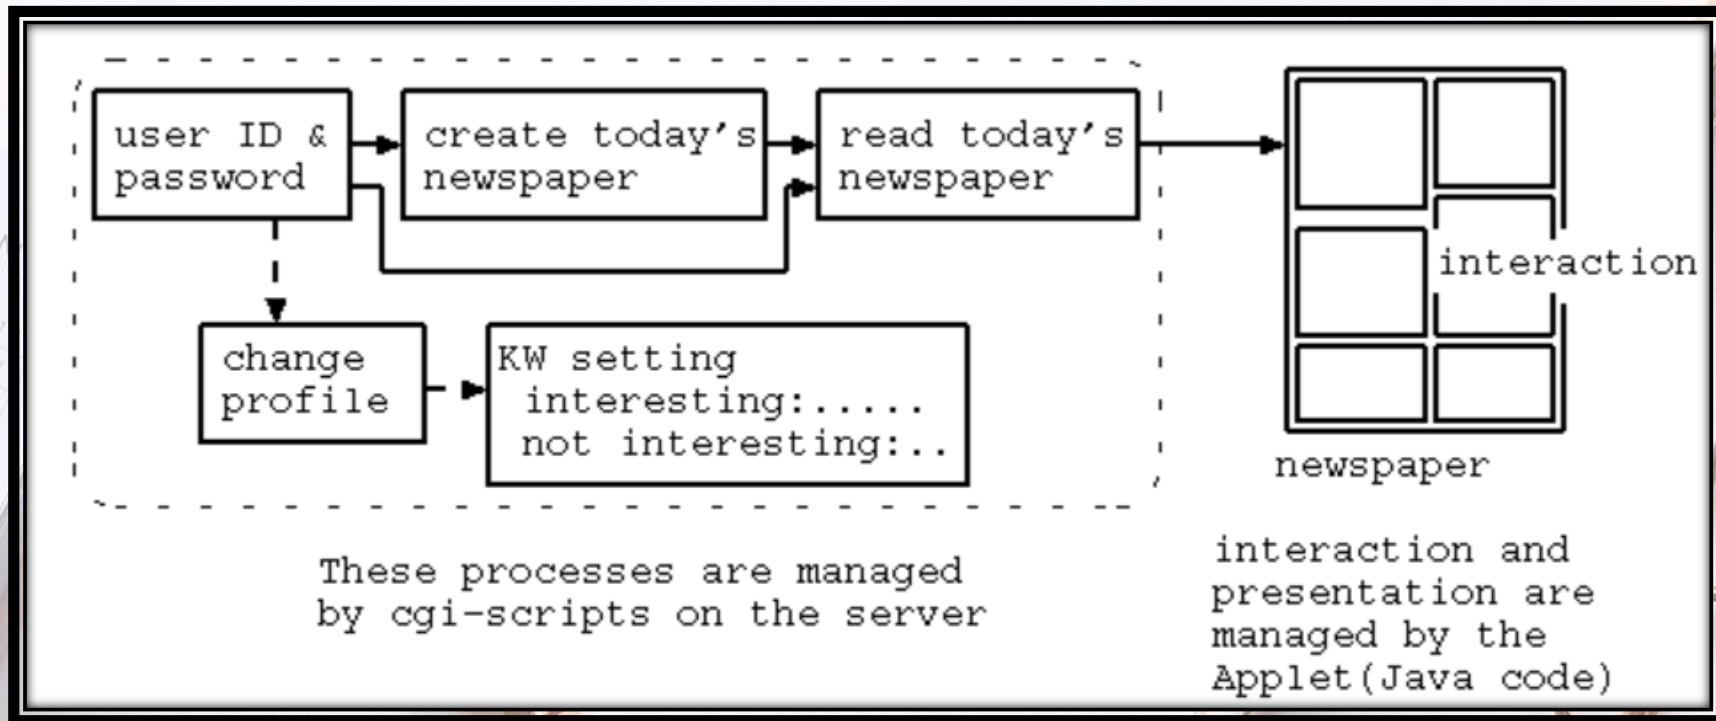 user ID &
password
create today's
newspaper
read today's
newspaper
interaction
change
profile
KW setting
interesting:.....
not interesting:..
newspaper
These processes are managed
by cgi-scripts on the server
interaction and
presentation are
managed by the
Applet(Java code)